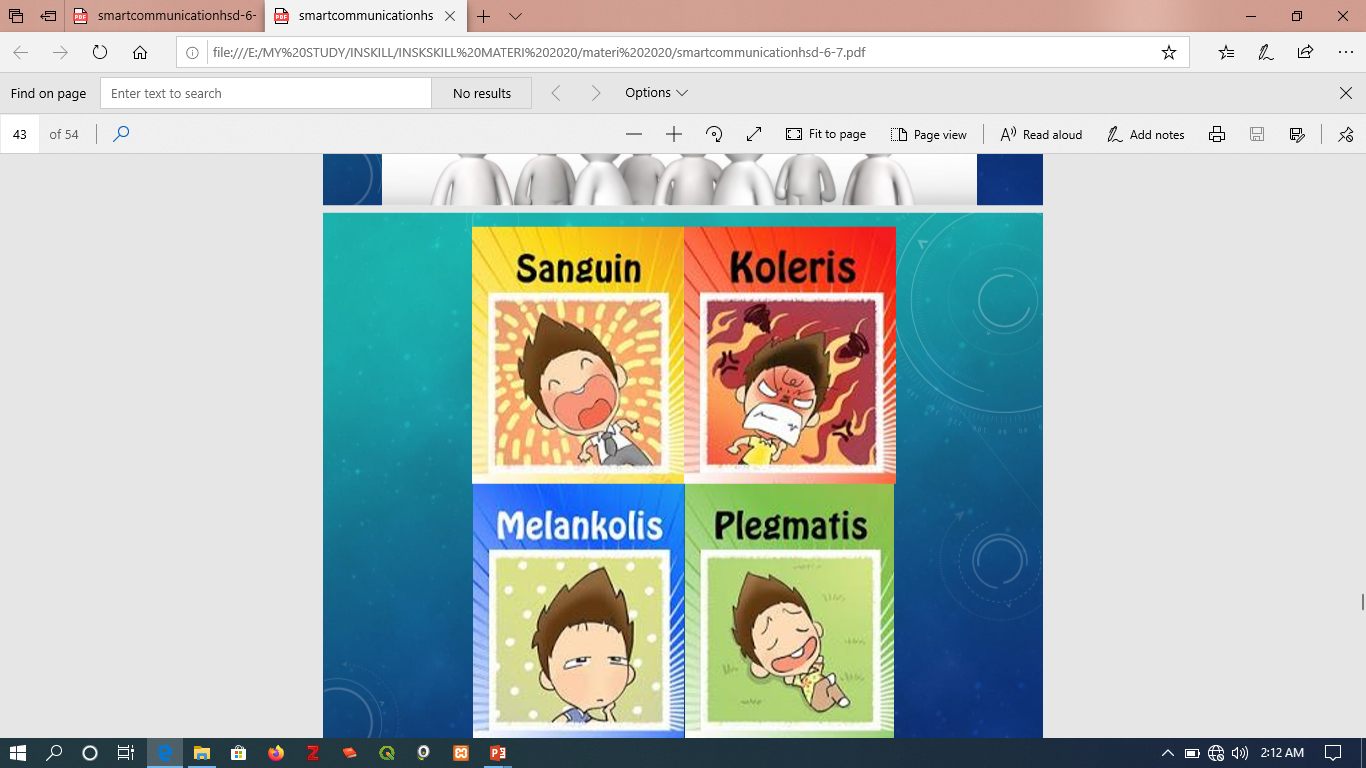 smartcommunicationhsd-6-
smartcommunicationhs
file:///E:/MY%20STUDY/INSKILL/INSKSKILL%20MATERI%202020/materi%202020/smartcommunicationhsd-6-7.pdf
Find on page
Enter text to search
No results
Options
43
of 54
Fit to page
Page view
Read aloud
Add notes
Sanguin
Koleris
Melankolis
Plegmatis
2:12 AM